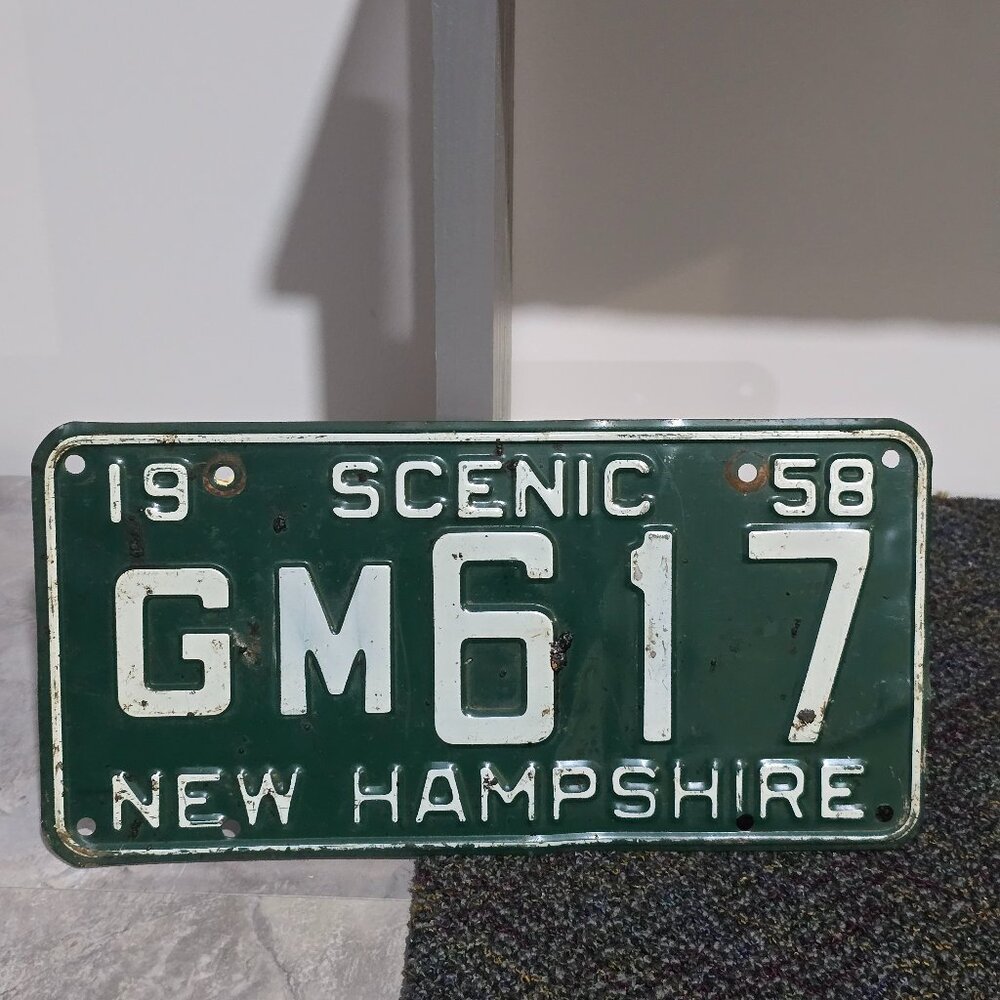 19 SCENIC 58
GM617
NEW HAMPSHIRE